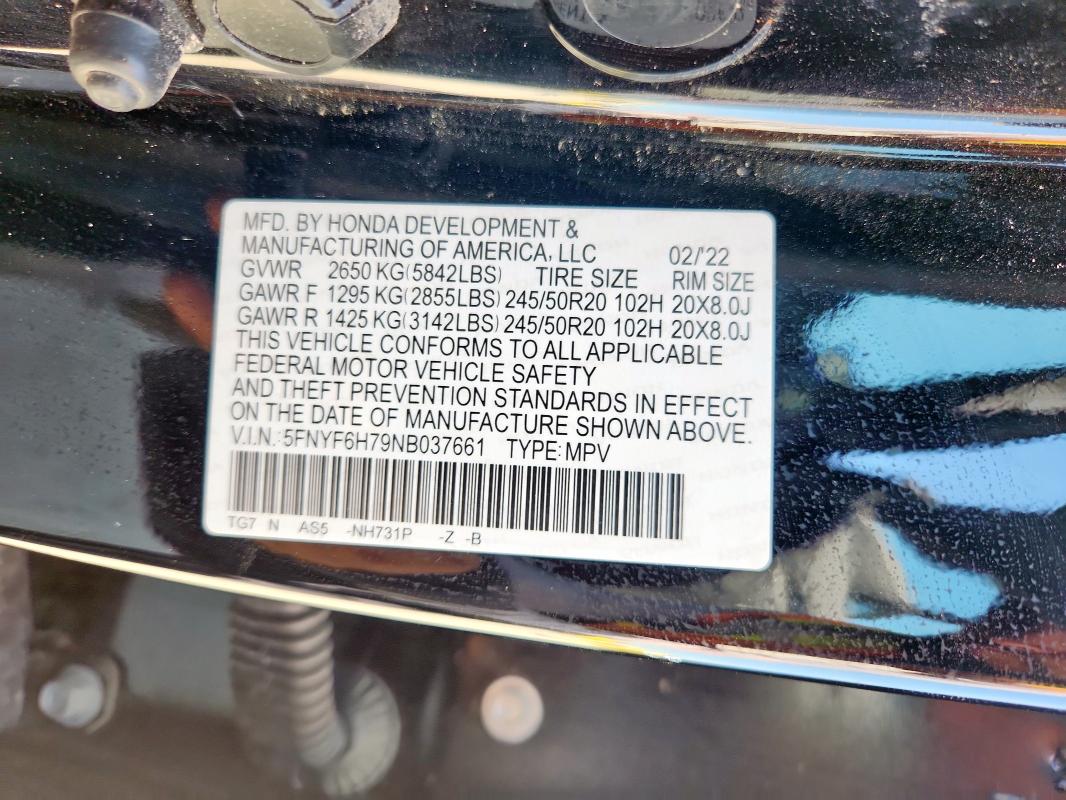 MFD. BY HONDA DEVELOPMENT &
MANUFACTURING OF AMERICA, LLC 02/'22
GVWR 2650 KG(5842LBS) TIRE SIZE RIM SIZE
GAWR F 1295 KG(2855LBS) 245/50R20 102H 20X8.0J
GAWR R 1425 KG(3142LBS) 245/50R20 102H 20X8.0J
THIS VEHICLE CONFORMS TO ALL APPLICABLE
FEDERAL MOTOR VEHICLE SAFETY
AND THEFT PREVENTION STANDARDS IN EFFECT
ON THE DATE OF MANUFACTURE SHOWN ABOVE.
V.I.N.:5FNYF6H79NB037661 TYPE:MPV
TG7 N AS5 -NH731P -Z -B